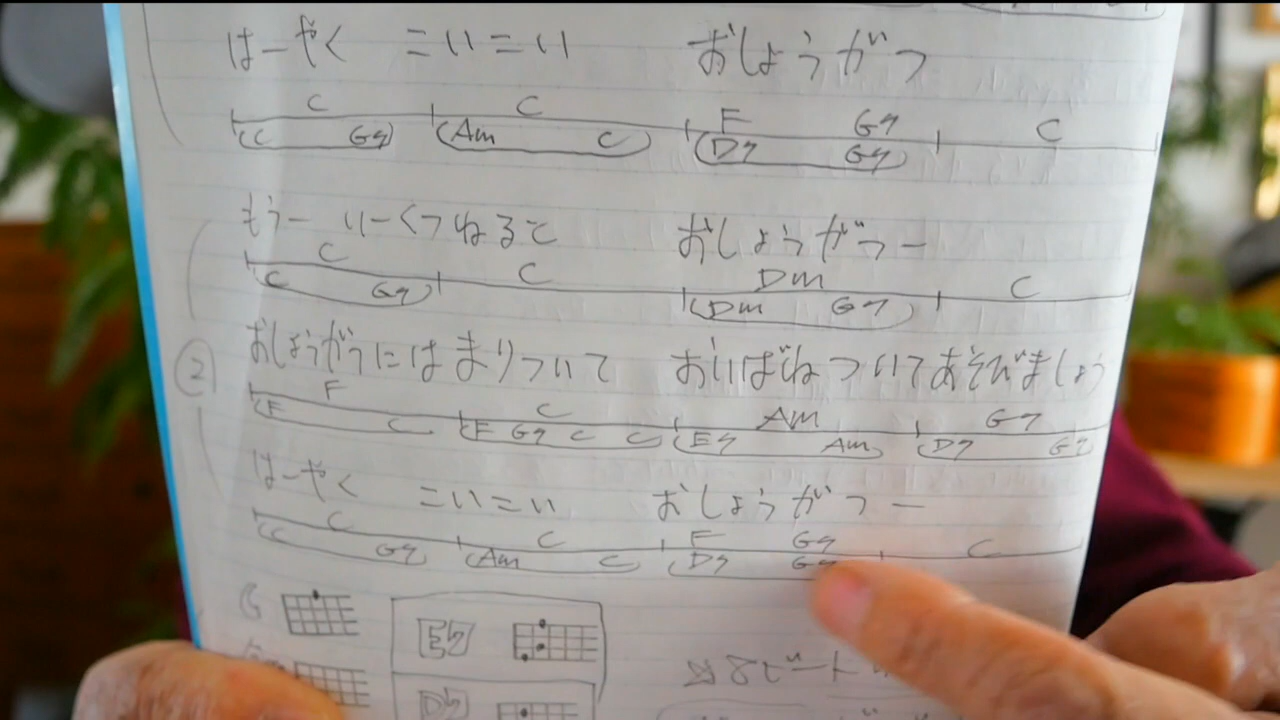 はーやく こいこい おしょうがつ
C C F G7 C
(C G7) (Am C) (D7 G7)
もうー いーくつねると おしょうがつー
C C Dm C
(C G7) (Dm G7)
② おしょうがつにはまりついて おいばねついてあそびましょう
F C Am G7
(F C) (F G7 C C) (E7 Am) (D7 G7)
はーやく こいこい おしょうがつー
C C F G7 C
(C G7) (Am C) (D7 G7
E7
D7